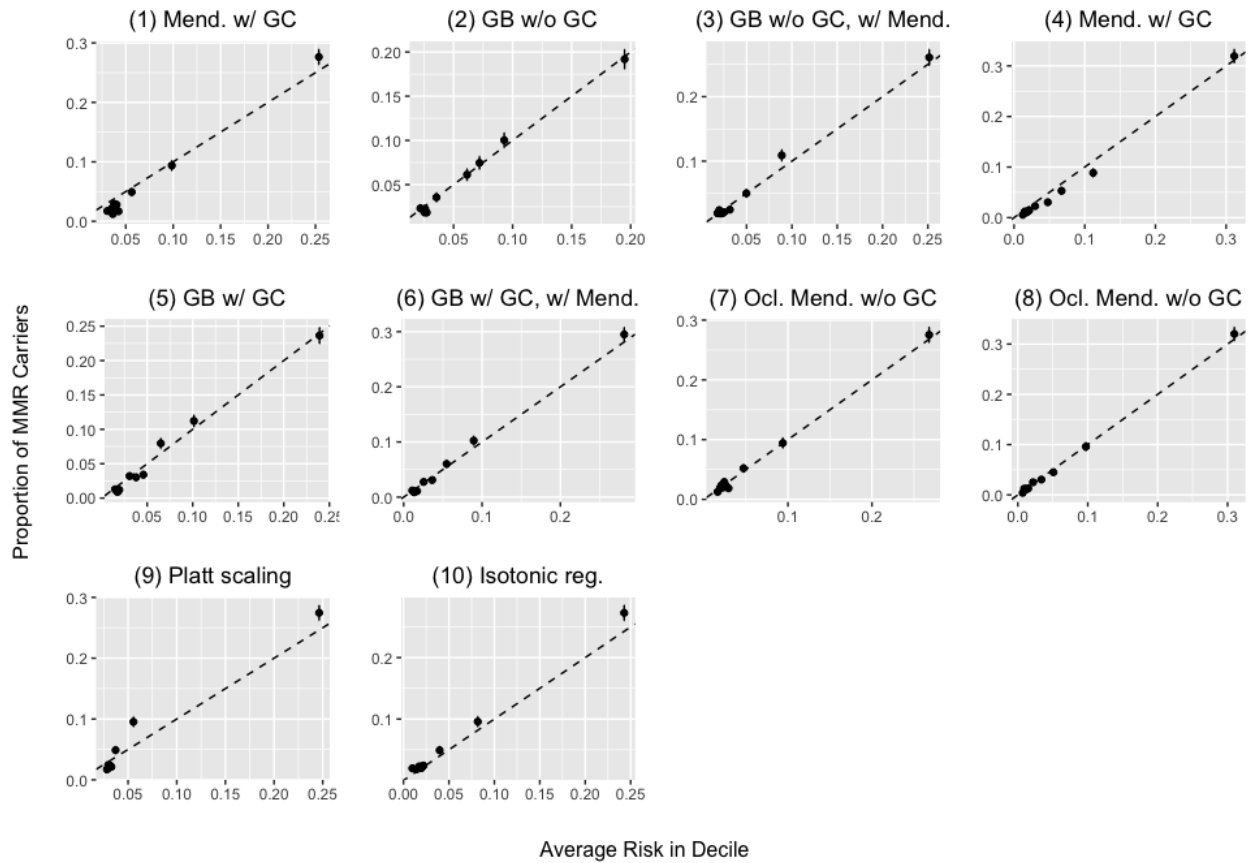 (1) Mend. w/ GC
(2) GB w/o GC
(3) GB w/o GC, w/ Mend.
(4) Mend. w/ GC
0.3
0.2
0.1
0.0
0.05 0.10 0.15 0.20 0.25
0.20
0.15
0.10
0.05
0.05 0.10 0.15 0.20
0.2
0.1
0.05 0.10 0.15 0.20 0.25
0.3
0.2
0.1
0.0
0.0 0.1 0.2 0.3
Proportion of MMR Carriers
(5) GB w/ GC
(6) GB w/ GC, w/ Mend.
(7) Ocl. Mend. w/o GC
(8) Ocl. Mend. w/o GC
0.25
0.20
0.15
0.10
0.05
0.00
0.05 0.10 0.15 0.20 0.25
0.3
0.2
0.1
0.0
0.0 0.1 0.2
0.3
0.2
0.1
0.0
0.1 0.2
0.3
0.2
0.1
0.0
0.0 0.1 0.2 0.3
(9) Platt scaling
(10) Isotonic reg.
0.3
0.2
0.1
0.0
0.05 0.10 0.15 0.20 0.25
0.2
0.1
0.00 0.05 0.10 0.15 0.20 0.25
Average Risk in Decile